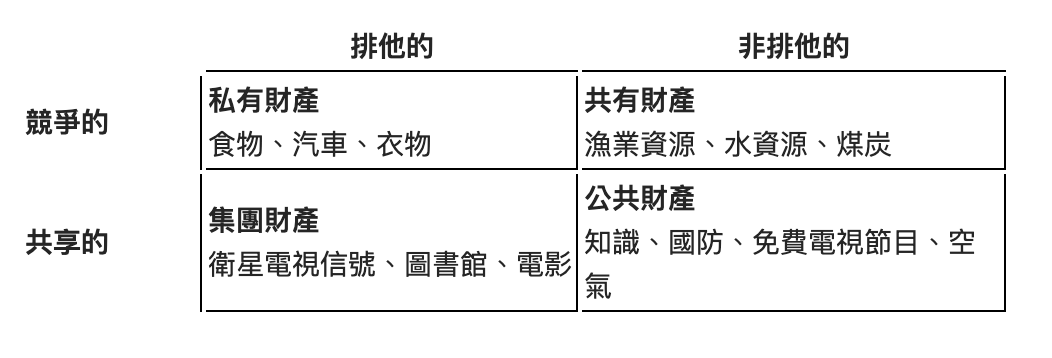 排他的
非排他的
競爭的
私有財產
食物、汽車、衣物
共有財產
漁業資源、水資源、煤炭
共享的
集團財產
衛星電視信號、圖書館、電影
公共財產
知識、國防、免費電視節目、空
氣